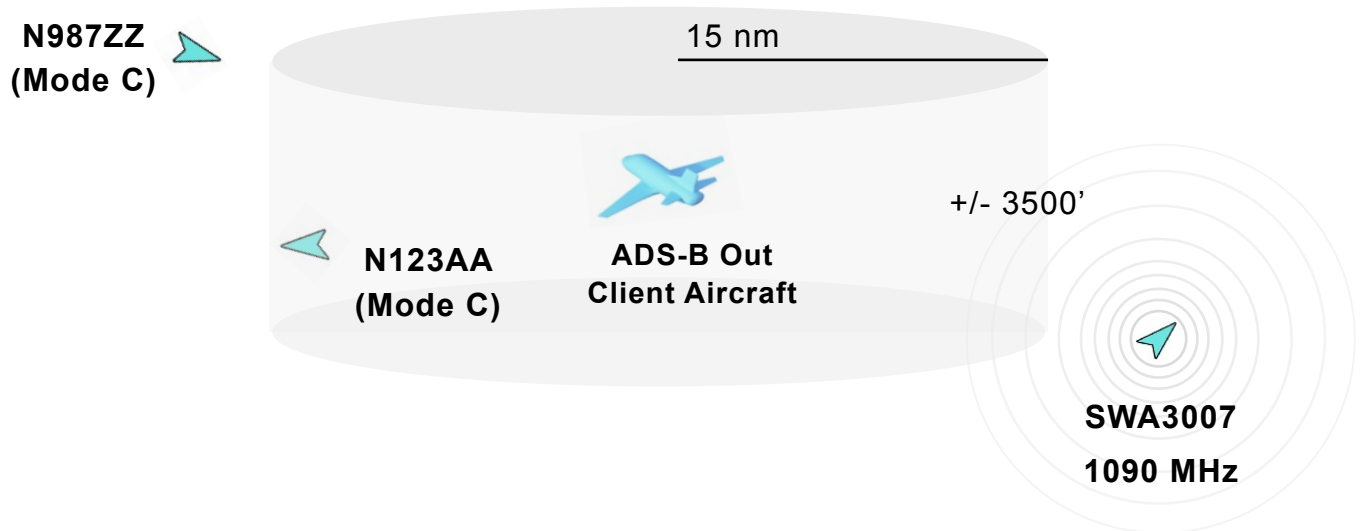 N987ZZ
(Mode C)
15 nm
+/- 3500’
N123AA
(Mode C)
ADS-B Out
Client Aircraft
SWA3007
1090 MHz